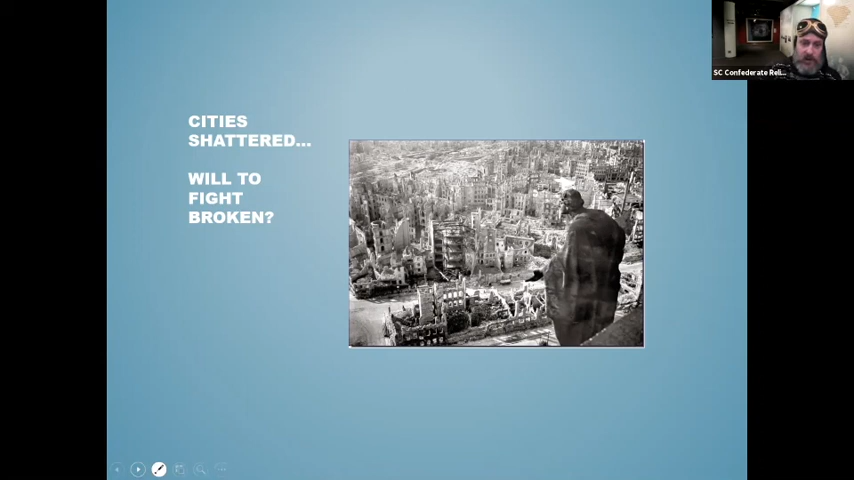 CITIES
SHATTERED...
WILL TO
FIGHT
BROKEN?
SC Confederate Reli...